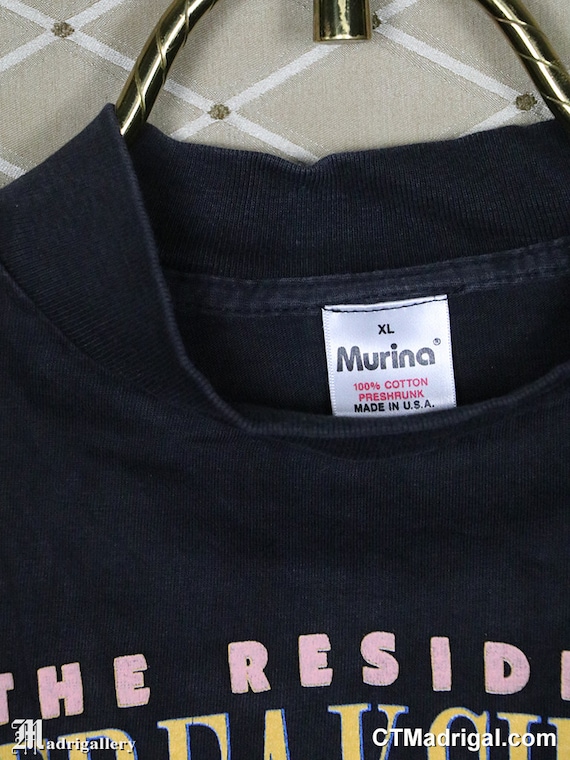 XL
Murina®
100% COTTON
PRESHRUNK
MADE IN U.S.A.
THE RESID
Madrigallery
CTMadrigal.com